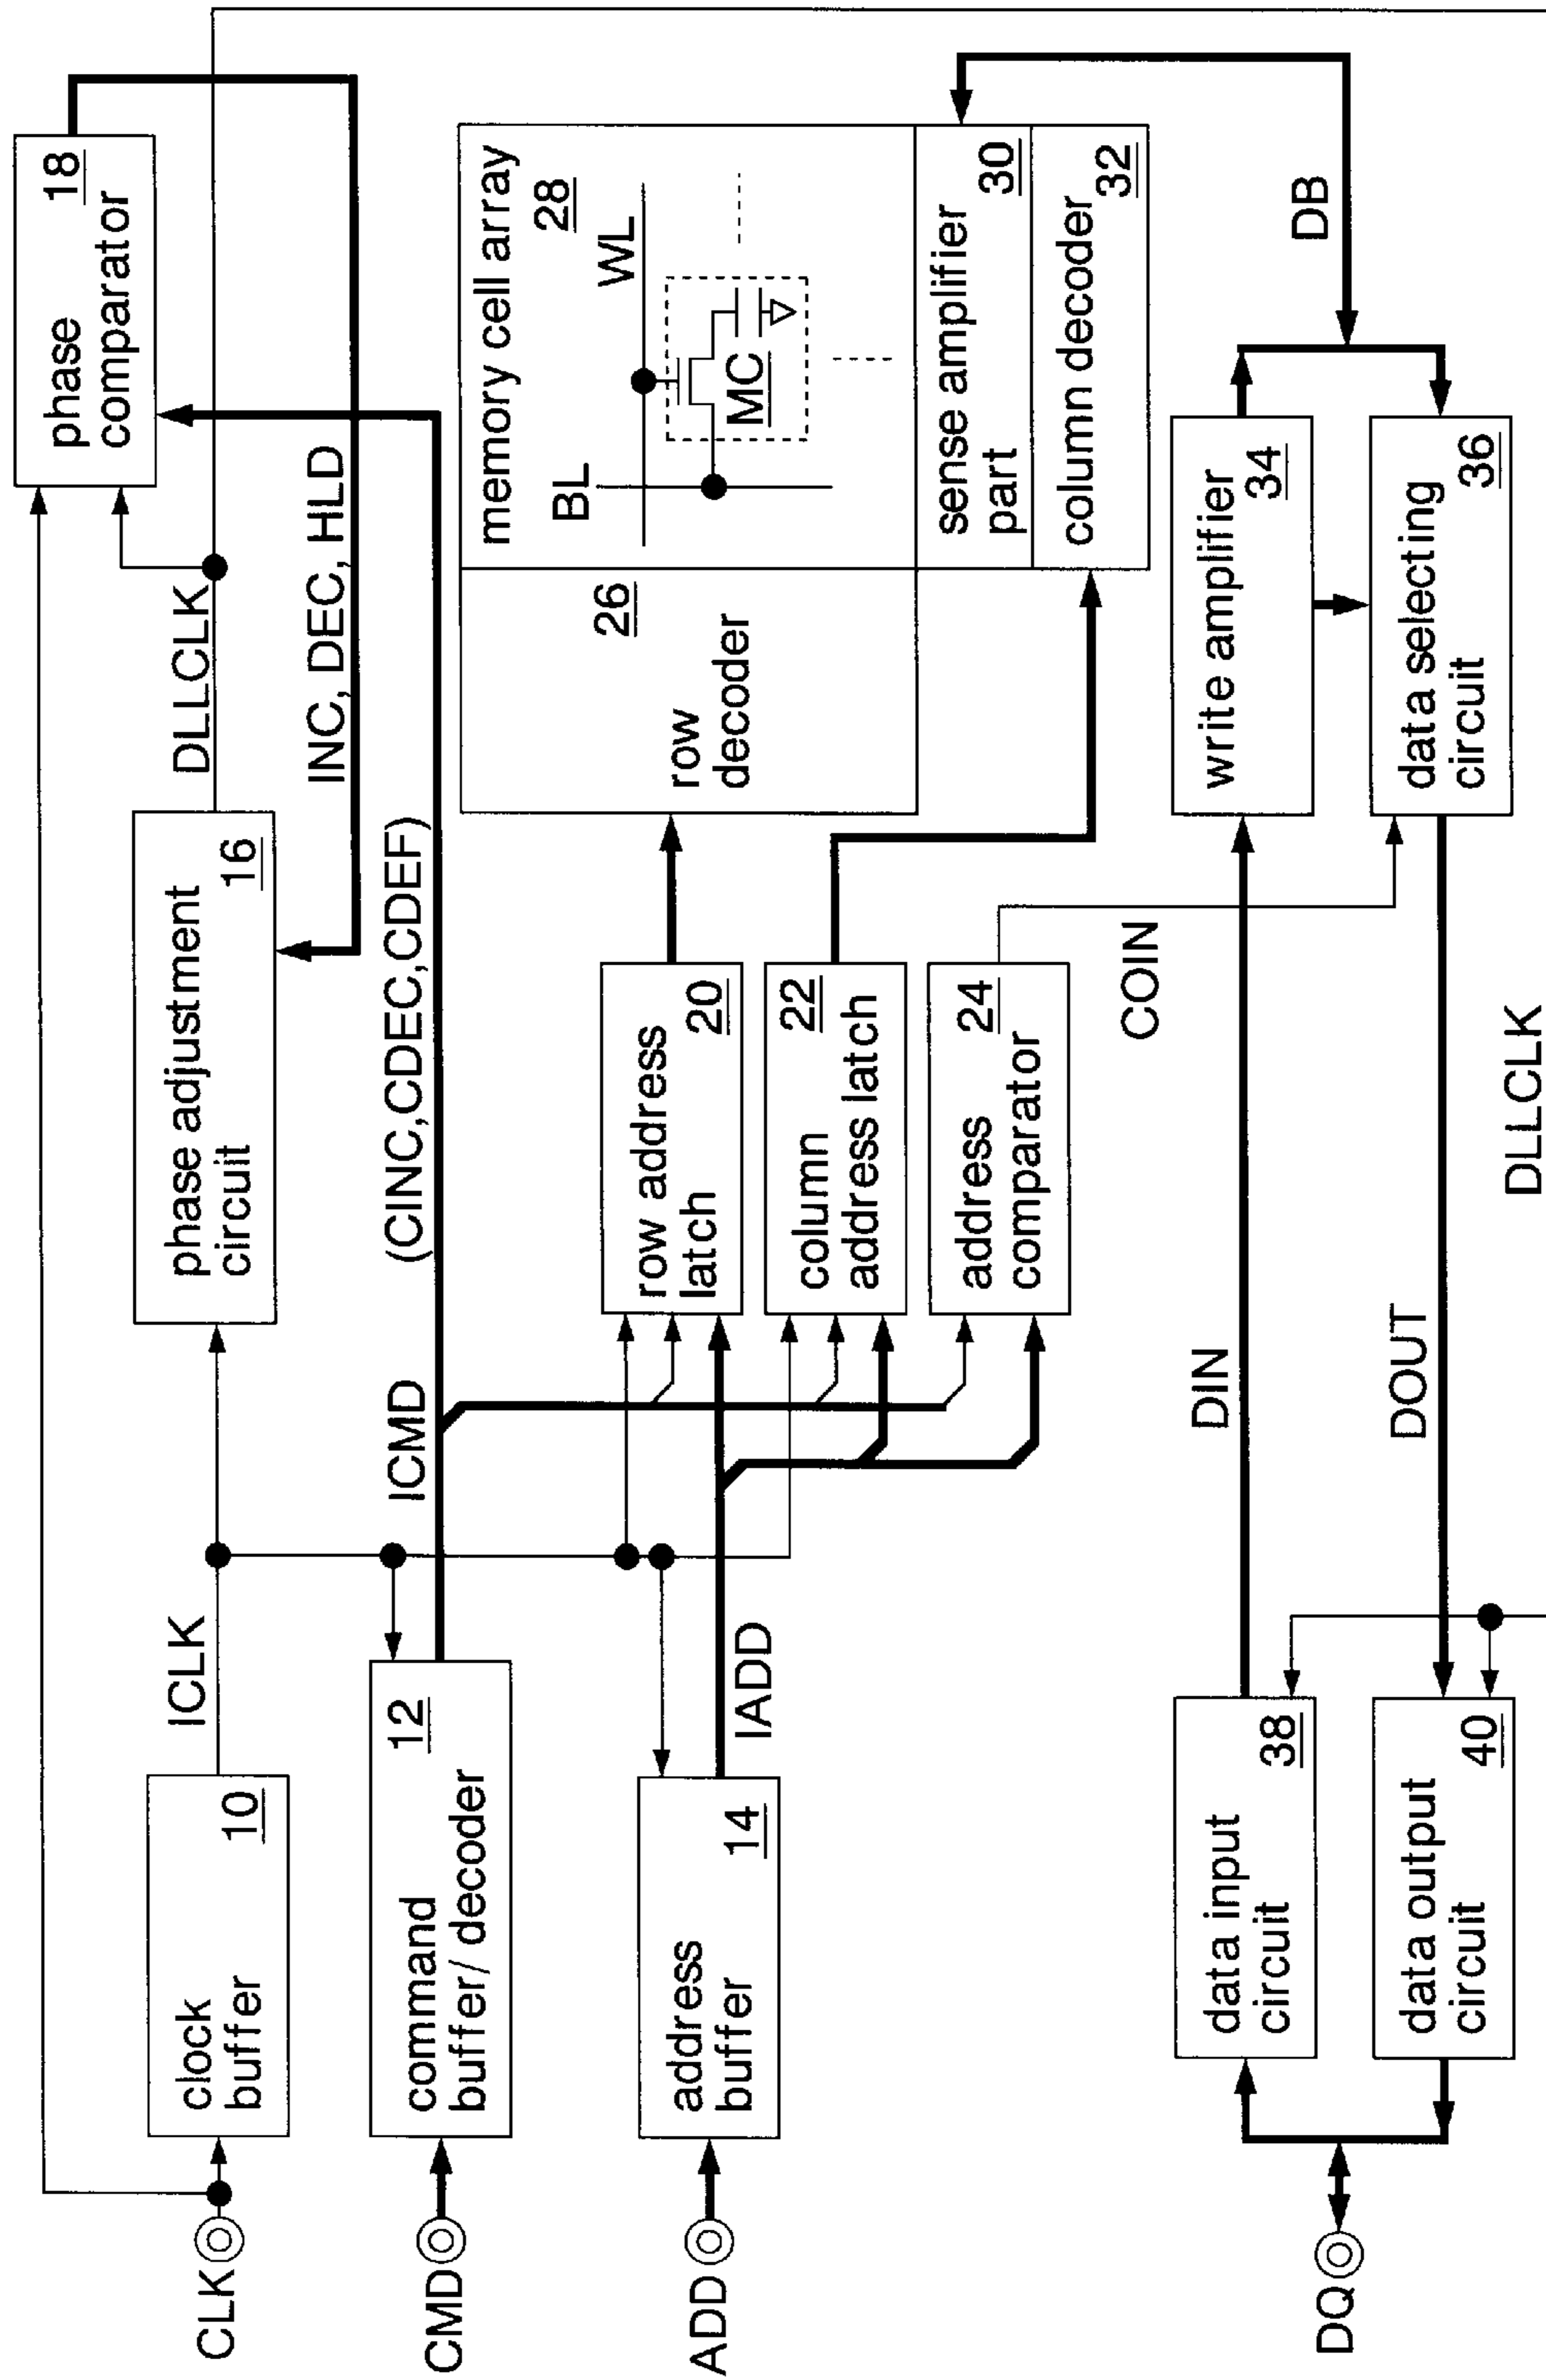 CLK
clock
buffer
10
ICLK
phase adjustment
circuit
16
DLLCLK
phase
comparator
18
INC, DEC, HLD
CMD
command
buffer/ decoder
12
ICMD
(CINC,CDEC,CDEF)
ADD
address
buffer
14
IADD
row address
latch
20
column
address latch
22
address
comparator
24
COIN
row
decoder
26
memory cell array
28
BL
WL
MC
sense amplifier
part
30
column decoder
32
DB
DQ
data input
circuit
38
DIN
write amplifier
34
data output
circuit
40
DOUT
data selecting
circuit
36
DLLCLK